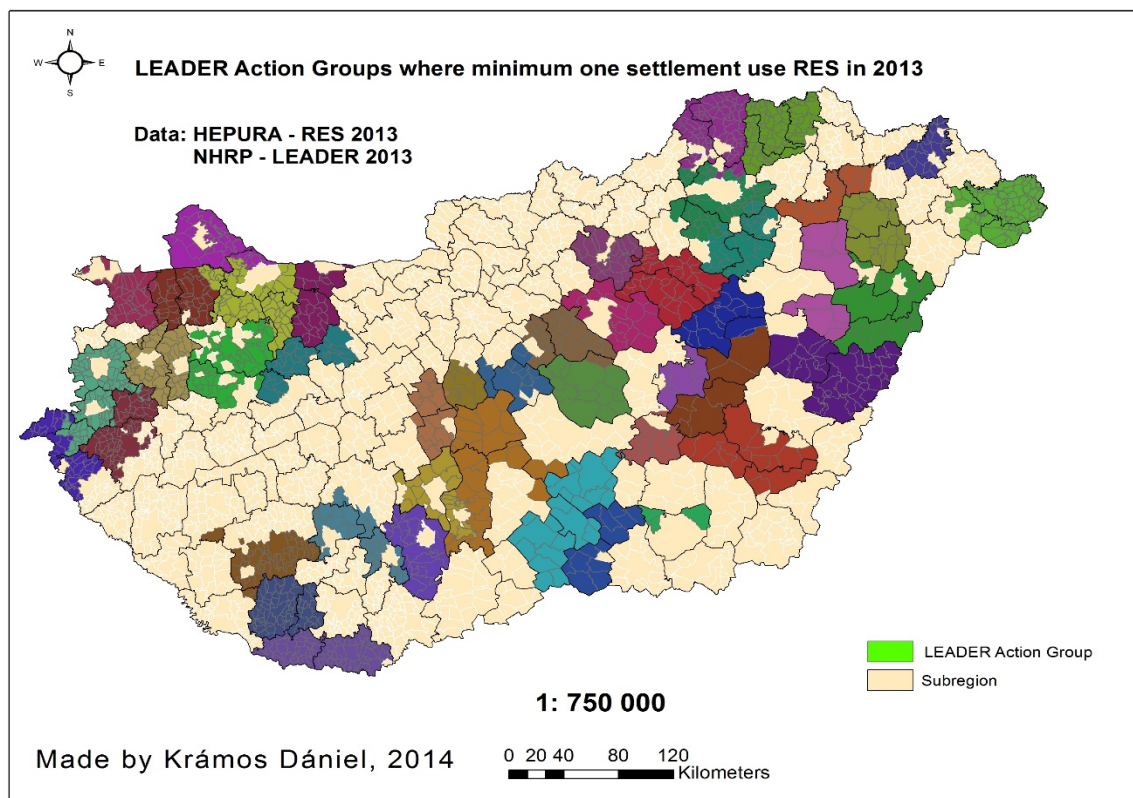 N
W E
S
LEADER Action Groups where minimum one settlement use RES in 2013
Data: HEPURA - RES 2013
NHRP - LEADER 2013
LEADER Action Group
Subregion
1: 750 000
Made by Krámos Dániel, 2014
0 20 40 80 120
Kilometers